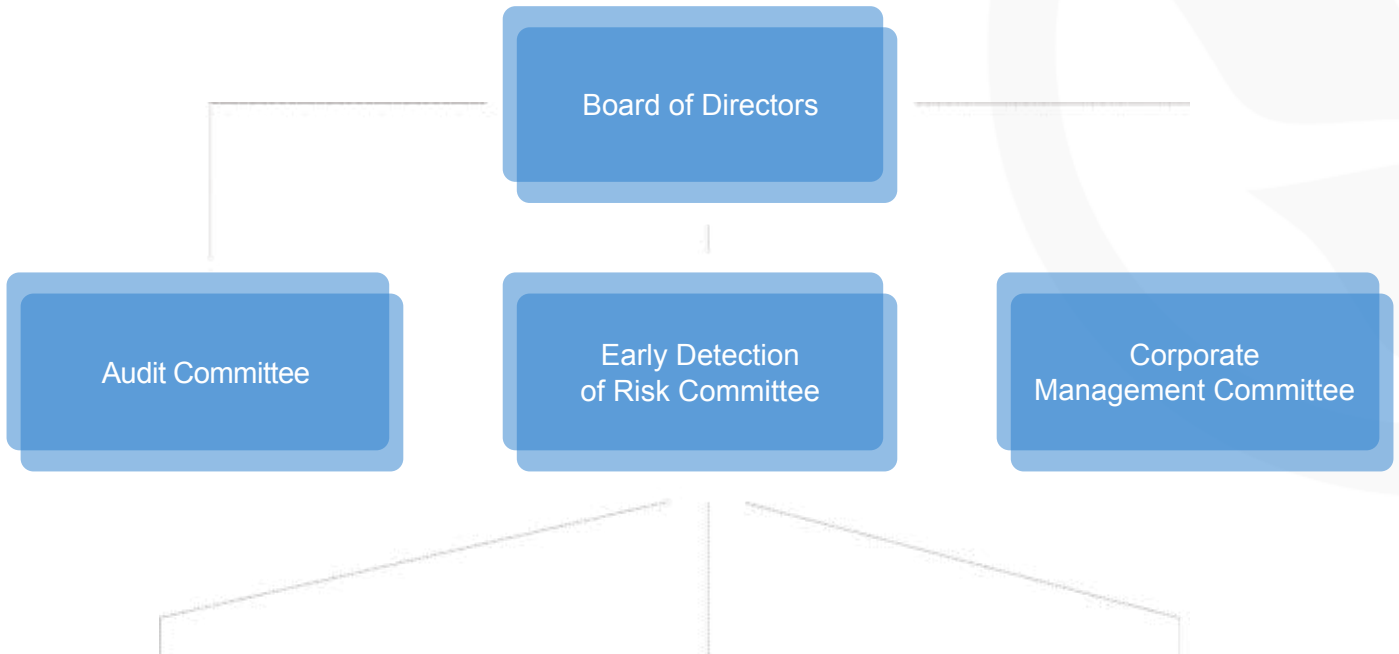 Board of Directors
Audit Committee
Early Detection
of Risk Committee
Corporate
Management Committee